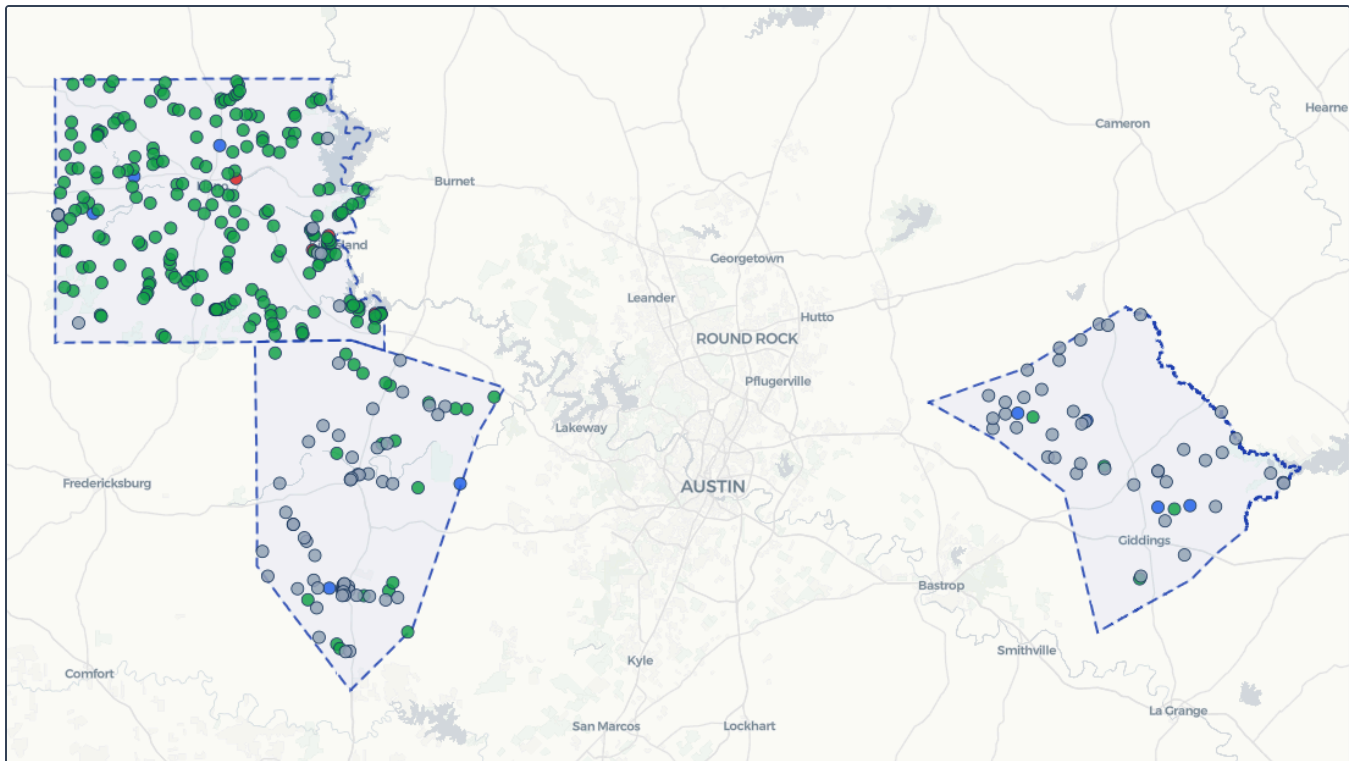 Hearne
Cameron
Burnet
Georgetown
Leander
Hutto
ROUND ROCK
Pflugerville
Lakeway
Fredericksburg
AUSTIN
Giddings
Bastrop
Smithville
Kyle
Comfort
La Grange
San Marcos
Lockhart